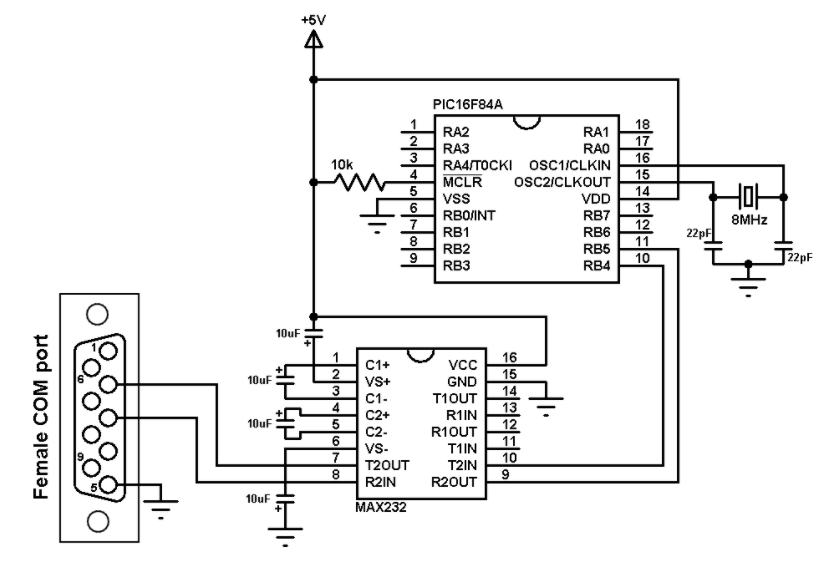 +5V
PIC16F84A
1 RA2 RA1 18
2 RA3 RA0 17
3 RA4/T0CKI OSC1/CLKIN 16
10k
4 MCLR OSC2/CLKOUT 15
5 VSS VDD 14
6 RB0/INT RB7 13
7 RB1 RB6 12
8 RB2 RB5 11
9 RB3 RB4 10
8MHz
22pF
22pF
10uF
+
1 C1+ VCC 16
2 VS+ GND 15
3 C1- T1OUT 14
4 C2+ R1IN 13
5 C2- R1OUT 12
6 VS- T1IN 11
7 T2OUT T2IN 10
8 R2IN R2OUT 9
MAX232
+
10uF
+
10uF
10uF
+
Female COM port
1
6
9
5